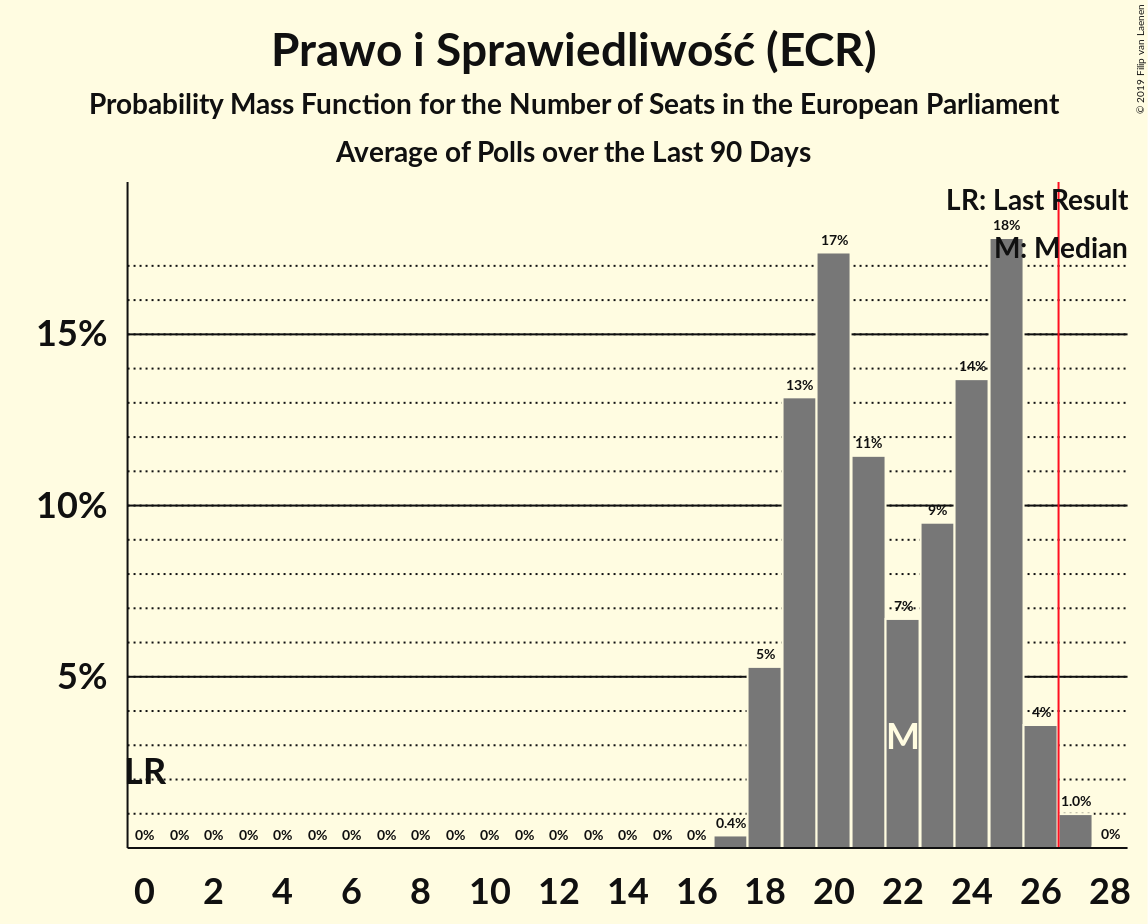 Prawo i Sprawiedliwość (ECR)
Probability Mass Function for the Number of Seats in the European Parliament
Average of Polls over the Last 90 Days
© 2019 Filip van Laenen
LR: Last Result
M: Median
15%
10%
5%
LR
M
0% 0% 0% 0% 0% 0% 0% 0% 0% 0% 0% 0% 0% 0% 0% 0% 0% 0.4% 5% 13% 17% 11% 7% 9% 14% 18% 4% 1.0% 0%
0 2 4 6 8 10 12 14 16 18 20 22 24 26 28